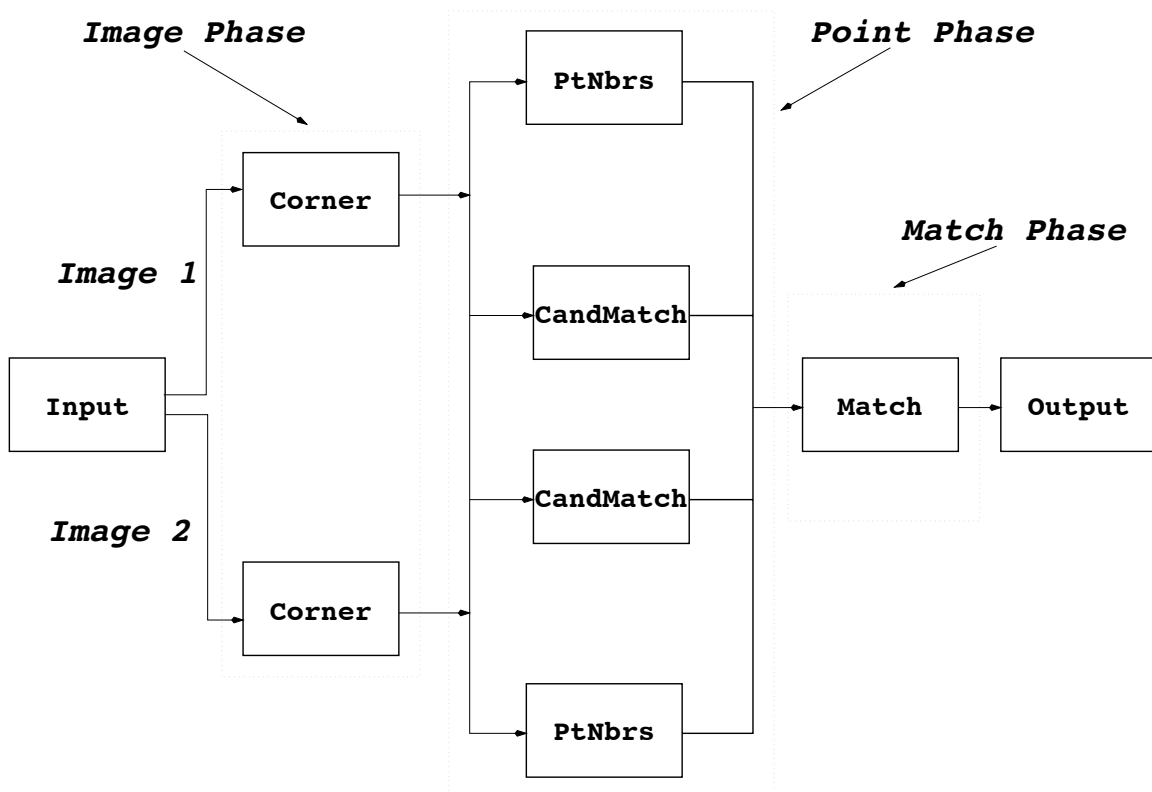 Image Phase
Point Phase
PtNbrs
Corner
Match Phase
Image 1
CandMatch
Input
Match
Output
CandMatch
Image 2
Corner
PtNbrs